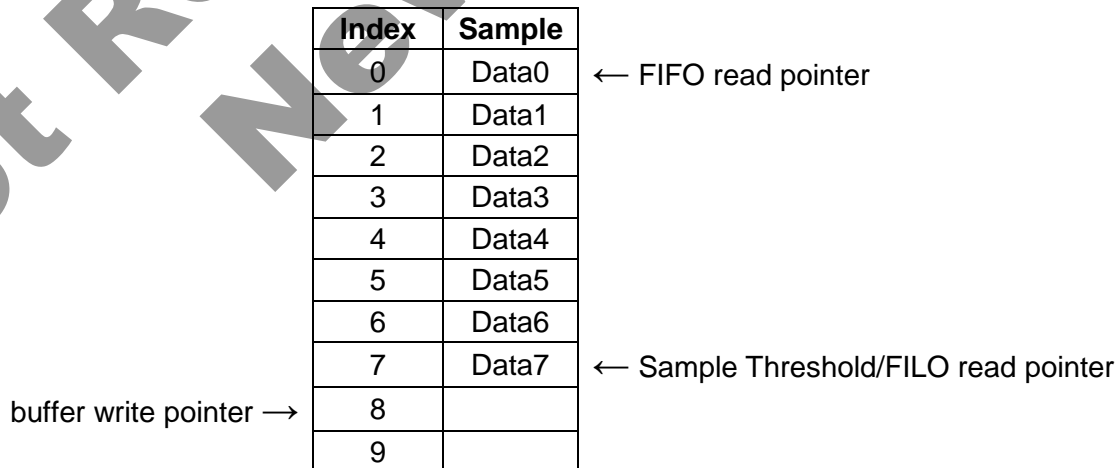 Index Sample
0 Data0 ← FIFO read pointer
1 Data1
2 Data2
3 Data3
4 Data4
5 Data5
6 Data6
7 Data7 ← Sample Threshold/FILO read pointer
buffer write pointer → 8
9